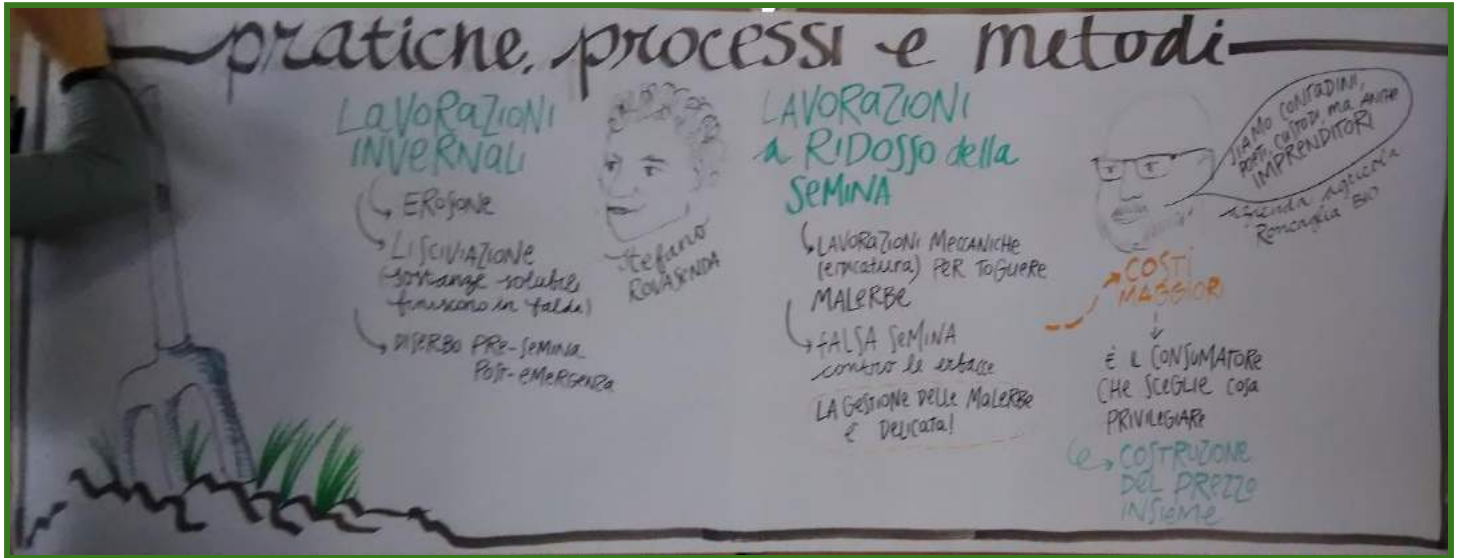 pratiche, processi e metodi
LAVORAZIONI
INVERNALI
EROSIONE
LISCIVIAZIONE
(sostanze solubili
finiscono in falda)
DISERBO PRE-SEMINA
POST-EMERGENZA
Stefano
ROVASENDA
LAVORAZIONI
a RIDOSSO della
SEMINA
LAVORAZIONI MECCANICHE
(erpicatura) PER TOGLIERE
MALERBE
FALSA SEMINA
contro le erbacce
LA GESTIONE DELLE MALERBE
È DELICATA!
SIAMO CONTADINI,
POETI, CUSTODI, ma ANCHE
IMPRENDITORI
azienda agricola
Roncaglia BIO
COSTI
MAGGIORI
È IL CONSUMATORE
CHE SCEGLIE COSA
PRIVILEGIARE
COSTRUZIONE
DEL PREZZO
INSIEME